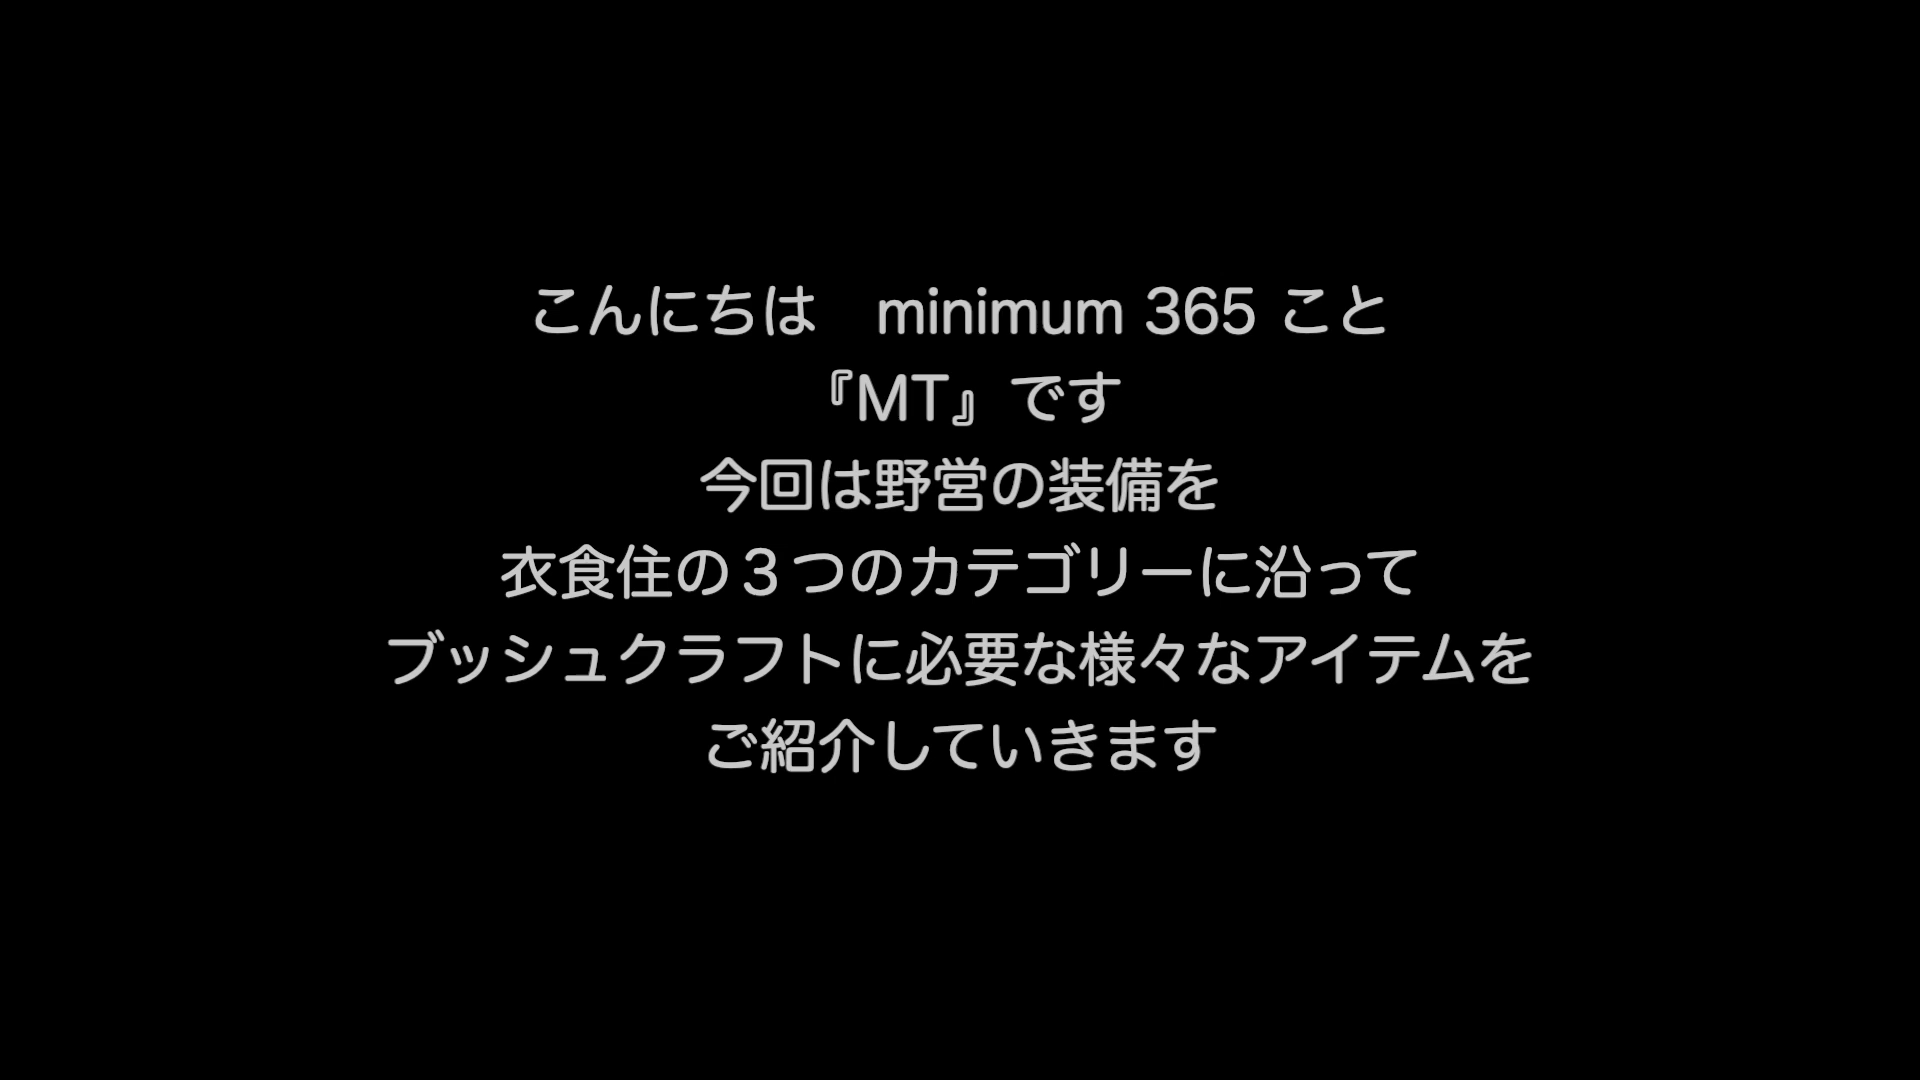 こんにちは　minimum 365 こと
『MT』です
今回は野営の装備を
衣食住の３つのカテゴリーに沿って
ブッシュクラフトに必要な様々なアイテムを
ご紹介していきます